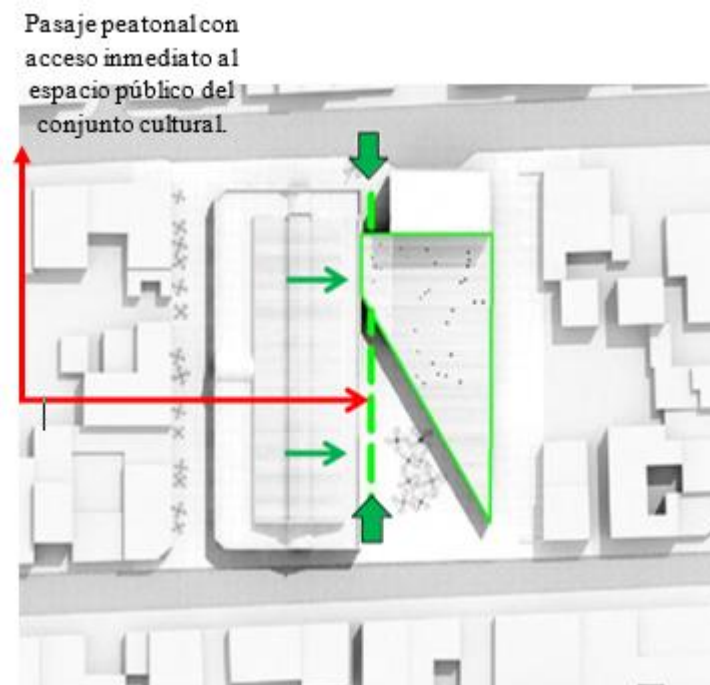 Pasaje peatonal con
acceso inmediato al
espacio público del
conjunto cultural.